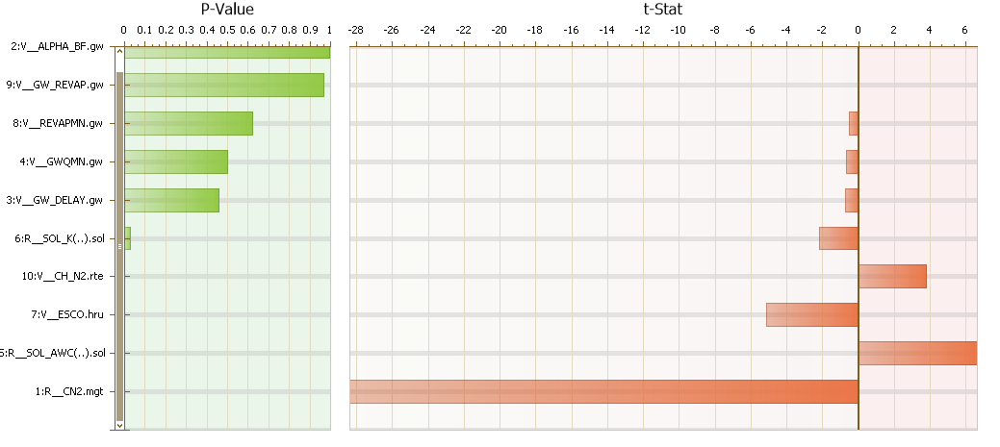 P-Value t-Stat
0 0.1 0.2 0.3 0.4 0.5 0.6 0.7 0.8 0.9 1 -28 -26 -24 -22 -20 -18 -16 -14 -12 -10 -8 -6 -4 -2 0 2 4 6
2:V__ALPHA_BF.gw
9:V__GW_REVAP.gw
8:V__REVAPMN.gw
4:V__GWQMN.gw
3:V__GW_DELAY.gw
6:R__SOL_K(..).sol
10:V__CH_N2.rte
7:V__ESCO.hru
5:R__SOL_AWC(..).sol
1:R__CN2.mgt